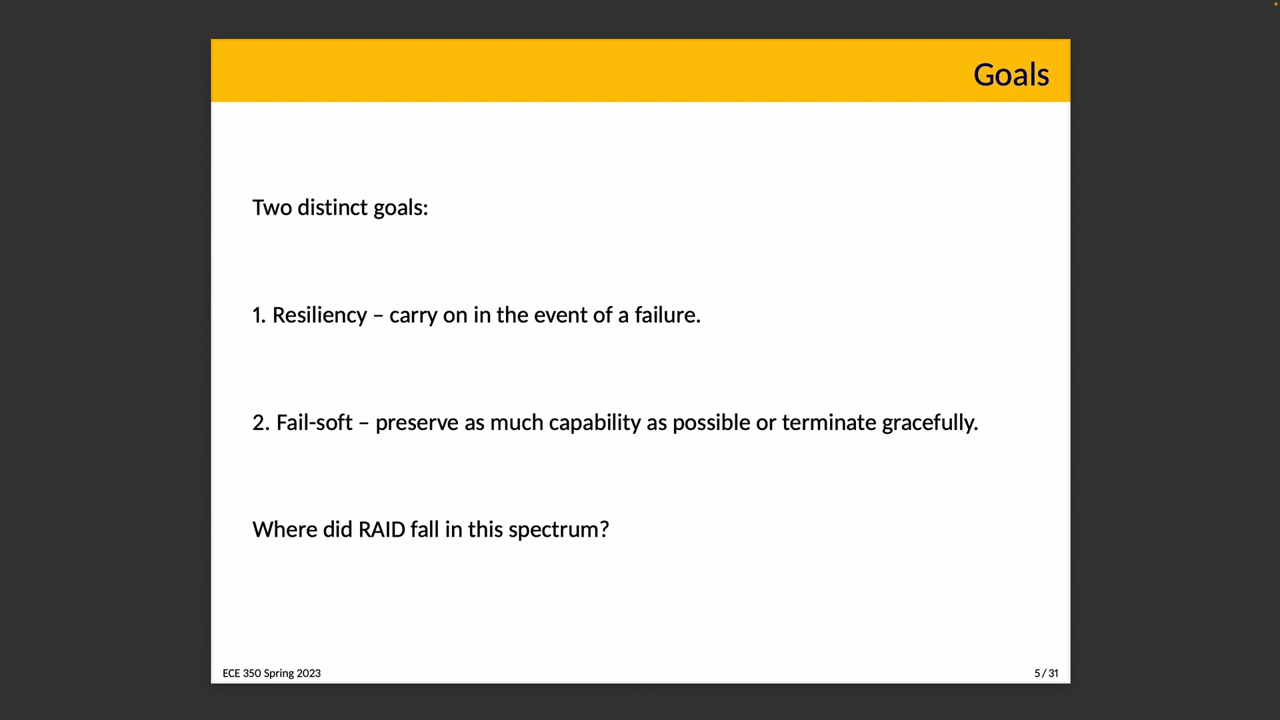 Goals
Two distinct goals:
1. Resiliency – carry on in the event of a failure.
2. Fail-soft – preserve as much capability as possible or terminate gracefully.
Where did RAID fall in this spectrum?
ECE 350 Spring 2023
5 / 31